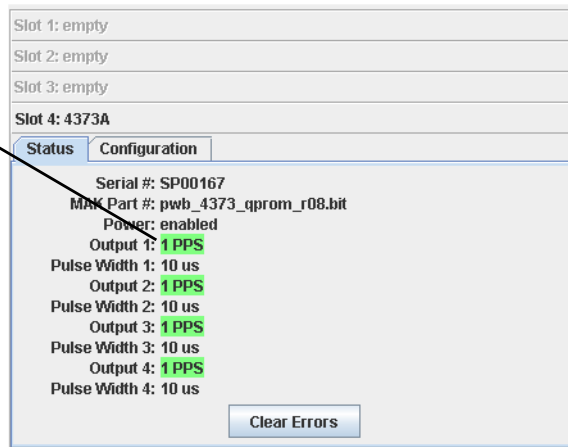 Slot 1: empty
Slot 2: empty
Slot 3: empty
Slot 4: 4373A
Status Configuration
Serial #: SP00167
MAK Part #: pwb_4373_qprom_r08.bit
Power: enabled
Output 1: 1 PPS
Pulse Width 1: 10 us
Output 2: 1 PPS
Pulse Width 2: 10 us
Output 3: 1 PPS
Pulse Width 3: 10 us
Output 4: 1 PPS
Pulse Width 4: 10 us
Clear Errors